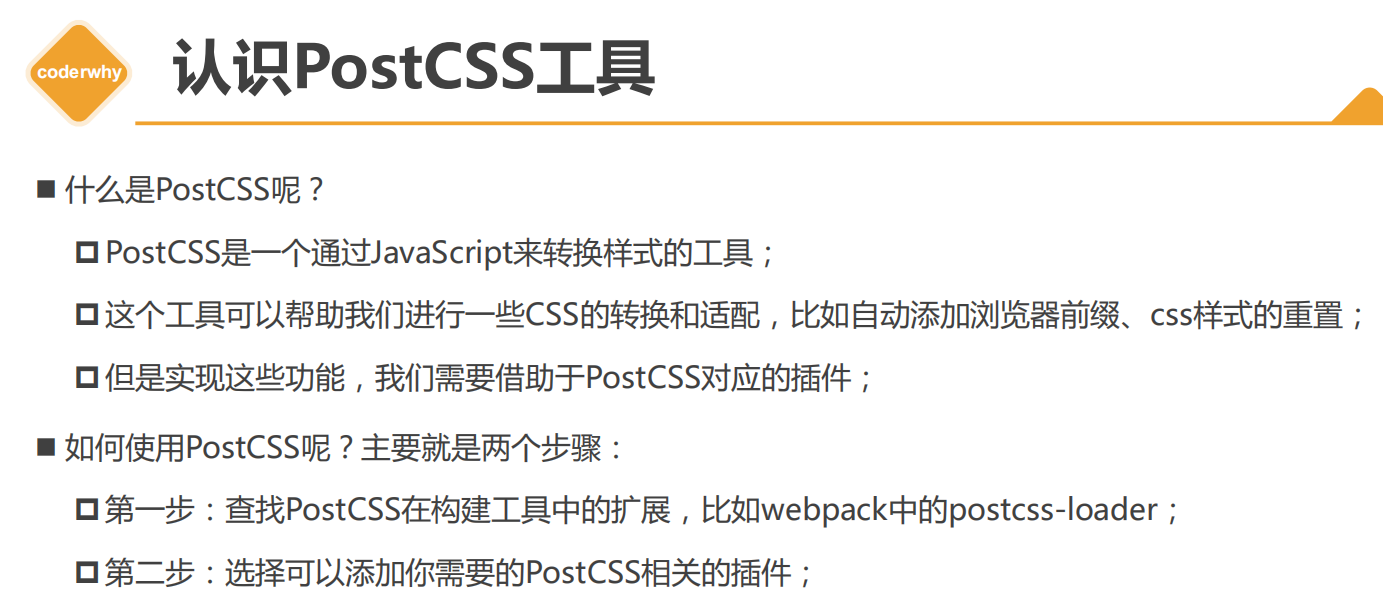 coderwhy
认识PostCSS工具
什么是PostCSS呢？
PostCSS是一个通过JavaScript来转换样式的工具；
这个工具可以帮助我们进行一些CSS的转换和适配，比如自动添加浏览器前缀、css样式的重置；
但是实现这些功能，我们需要借助于PostCSS对应的插件；
如何使用PostCSS呢？主要就是两个步骤：
第一步：查找PostCSS在构建工具中的扩展，比如webpack中的postcss-loader；
第二步：选择可以添加你需要的PostCSS相关的插件；